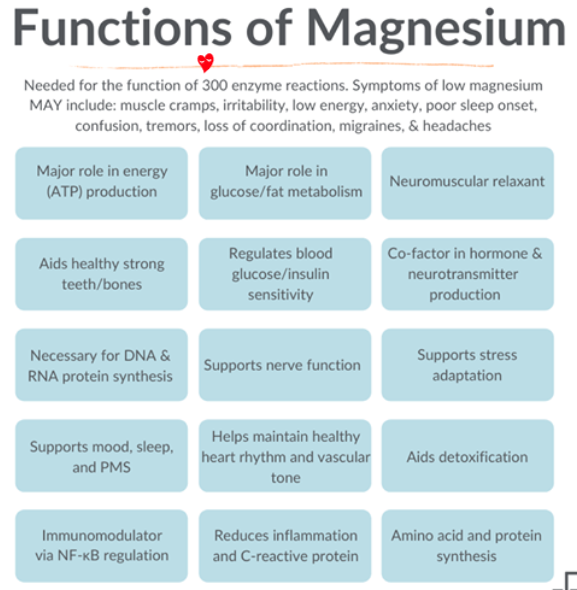 Functions of Magnesium
Needed for the function of 300 enzyme reactions. Symptoms of low magnesium
MAY include: muscle cramps, irritability, low energy, anxiety, poor sleep onset,
confusion, tremors, loss of coordination, migraines, & headaches
Major role in energy
(ATP) production
Major role in
glucose/fat metabolism
Neuromuscular relaxant
Aids healthy strong
teeth/bones
Regulates blood
glucose/insulin
sensitivity
Co-factor in hormone &
neurotransmitter
production
Necessary for DNA &
RNA protein synthesis
Supports nerve function
Supports stress
adaptation
Supports mood, sleep,
and PMS
Helps maintain healthy
heart rhythm and vascular
tone
Aids detoxification
Immunomodulator
via NF-κB regulation
Reduces inflammation
and C-reactive protein
Amino acid and protein
synthesis